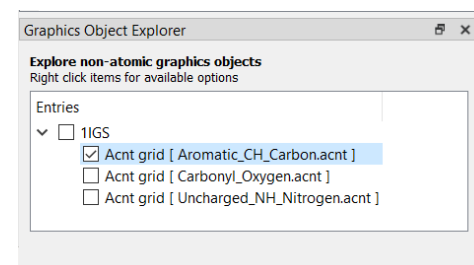 Graphics Object Explorer
Explore non-atomic graphics objects
Right click items for available options
Entries
1IGS
Acnt grid [ Aromatic_CH_Carbon.acnt ]
Acnt grid [ Carbonyl_Oxygen.acnt ]
Acnt grid [ Uncharged_NH_Nitrogen.acnt ]